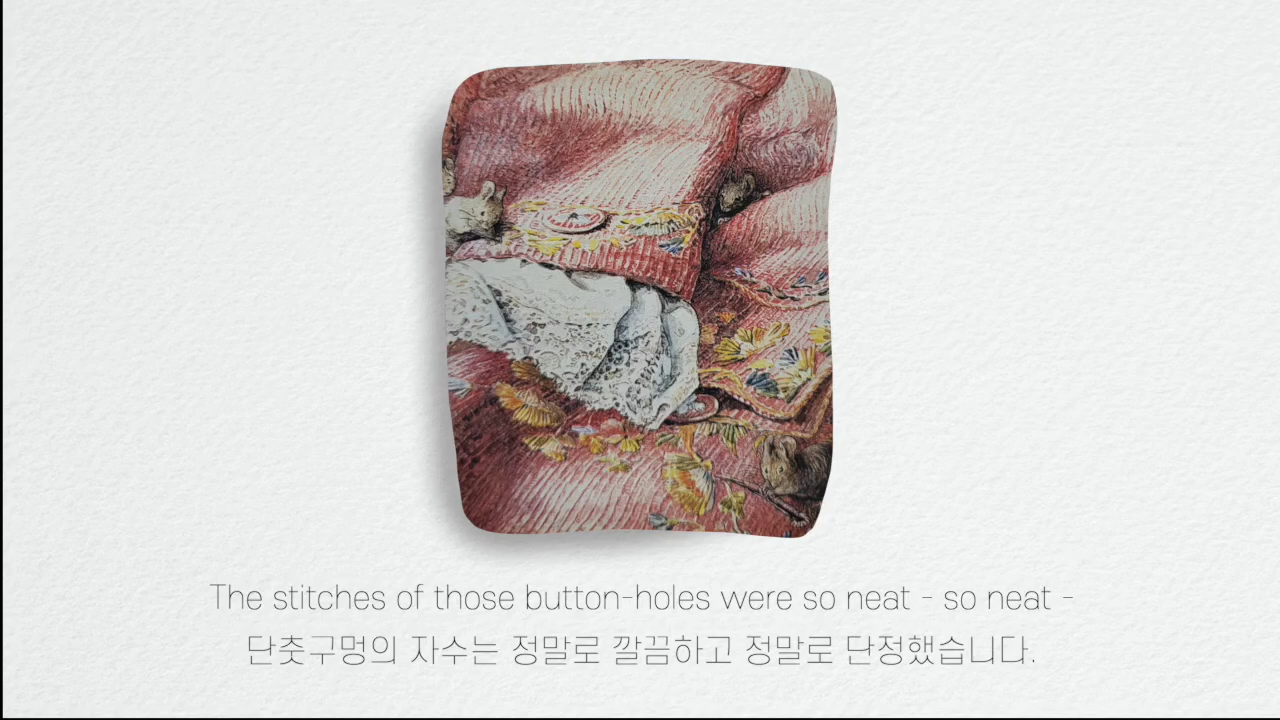 The stitches of those button-holes were so neat - so neat -
단춧구멍의 자수는 정말로 깔끔하고 정말로 단정했습니다.